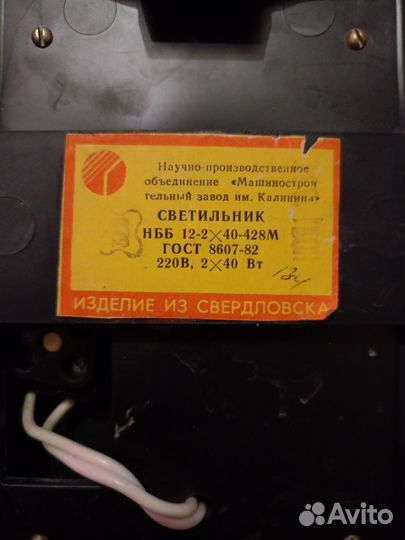 Научно-производственное
объединение «Машинострои
тельный завод им. Калинина»
СВЕТИЛЬНИК
НББ 12-2×40-428М
ГОСТ 8607-82
220В, 2×40 Вт
ИЗДЕЛИЕ ИЗ СВЕРДЛОВСКА
Avito